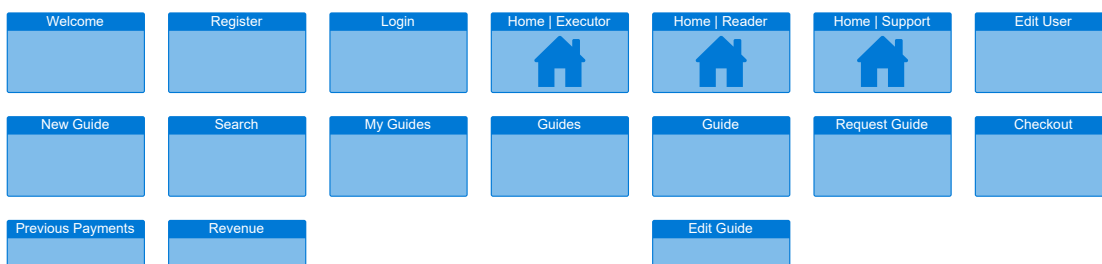 Welcome
Register
Login
Home | Executor
Home | Reader
Home | Support
Edit User
New Guide
Search
My Guides
Guides
Guide
Request Guide
Checkout
Previous Payments
Revenue
Edit Guide